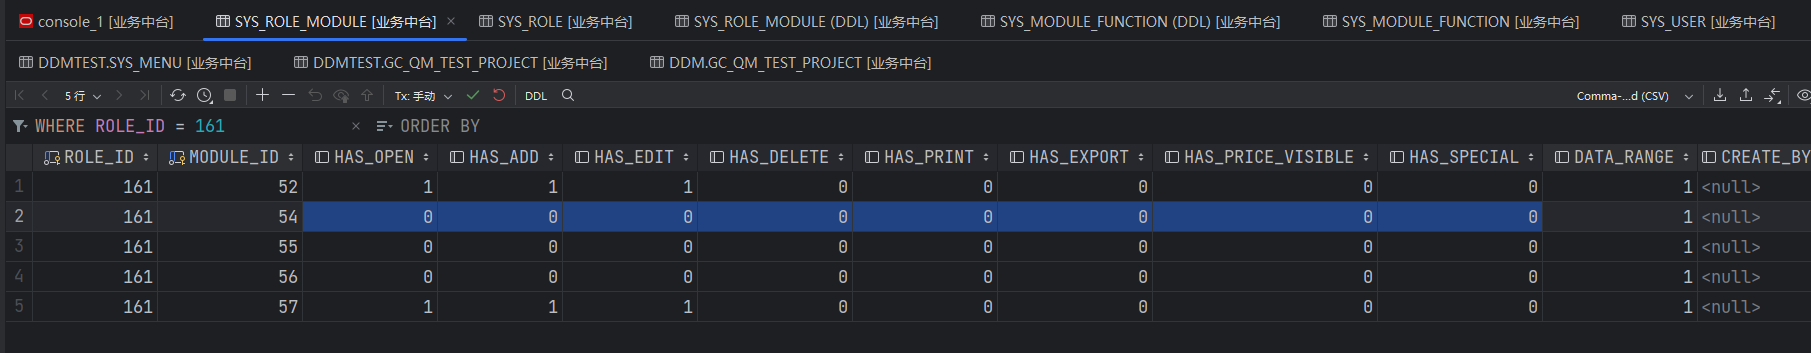 console_1 [业务中台] SYS_ROLE_MODULE [业务中台] × SYS_ROLE [业务中台] SYS_ROLE_MODULE (DDL) [业务中台] SYS_MODULE_FUNCTION (DDL) [业务中台] SYS_MODULE_FUNCTION [业务中台] SYS_USER [业务中台]
DDMTEST.SYS_MENU [业务中台] DDMTEST.GC_QM_TEST_PROJECT [业务中台] DDM.GC_QM_TEST_PROJECT [业务中台]
5 行 Tx: 手动 DDL Comma-...d (CSV)
WHERE ROLE_ID = 161 × ORDER BY
ROLE_ID MODULE_ID HAS_OPEN HAS_ADD HAS_EDIT HAS_DELETE HAS_PRINT HAS_EXPORT HAS_PRICE_VISIBLE HAS_SPECIAL DATA_RANGE CREATE_BY
1 161 52 1 1 1 0 0 0 0 0 1 <null>
2 161 54 0 0 0 0 0 0 0 0 1 <null>
3 161 55 0 0 0 0 0 0 0 0 1 <null>
4 161 56 0 0 0 0 0 0 0 0 1 <null>
5 161 57 1 1 1 0 0 0 0 0 1 <null>